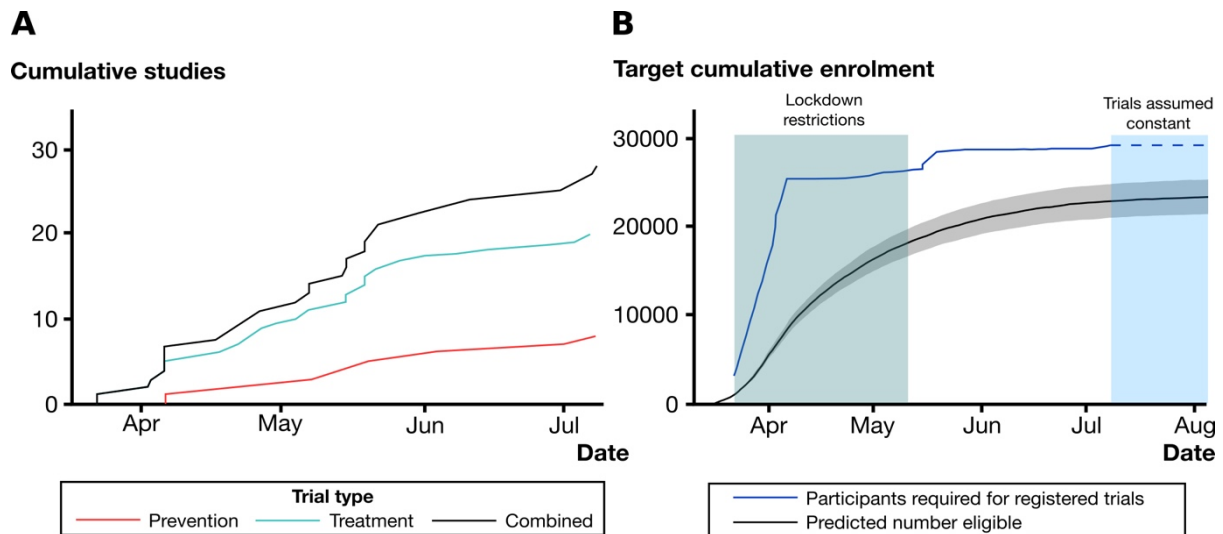 A
Cumulative studies
30
20
10
0
Apr
May
Jun
Jul
Date
Trial type
Prevention
Treatment
Combined
B
Target cumulative enrolment
Lockdown
restrictions
Trials assumed
constant
30000
20000
10000
0
Apr
May
Jun
Jul
Aug
Date
Participants required for registered trials
Predicted number eligible